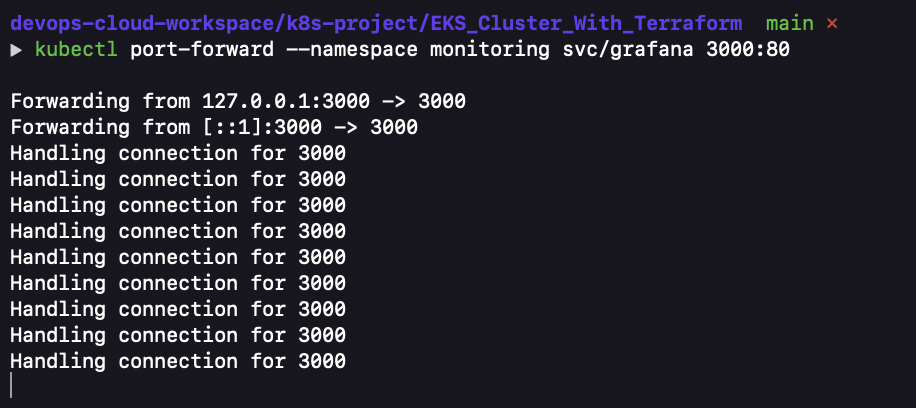 devops-cloud-workspace/k8s-project/EKS_Cluster_With_Terraform main ×
▶ kubectl port-forward --namespace monitoring svc/grafana 3000:80
Forwarding from 127.0.0.1:3000 -> 3000
Forwarding from [::1]:3000 -> 3000
Handling connection for 3000
Handling connection for 3000
Handling connection for 3000
Handling connection for 3000
Handling connection for 3000
Handling connection for 3000
Handling connection for 3000
Handling connection for 3000
Handling connection for 3000